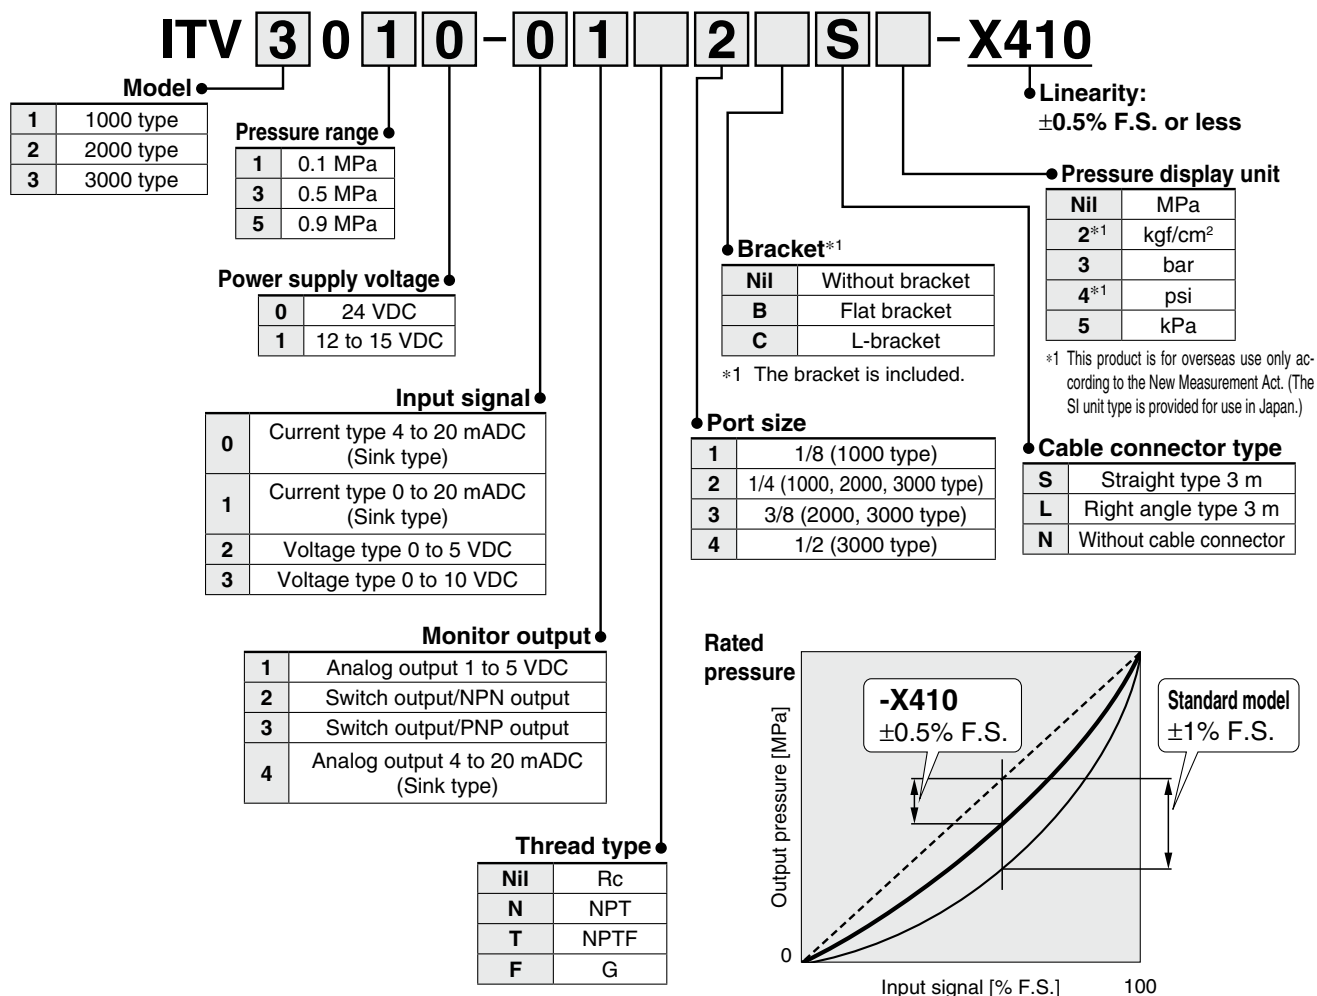 ITV 3 0 1 0 - 0 1 2 S - X410
Model
1 1000 type
2 2000 type
3 3000 type
Pressure range
1 0.1 MPa
3 0.5 MPa
5 0.9 MPa
Power supply voltage
0 24 VDC
1 12 to 15 VDC
Input signal
0 Current type 4 to 20 mADC
(Sink type)
1 Current type 0 to 20 mADC
(Sink type)
2 Voltage type 0 to 5 VDC
3 Voltage type 0 to 10 VDC
Monitor output
1 Analog output 1 to 5 VDC
2 Switch output/NPN output
3 Switch output/PNP output
4 Analog output 4 to 20 mADC
(Sink type)
Thread type
Nil Rc
N NPT
T NPTF
F G
Linearity:
±0.5% F.S. or less
Pressure display unit
Nil MPa
2*1 kgf/cm²
3 bar
4*1 psi
5 kPa
*1 This product is for overseas use only ac-
cording to the New Measurement Act. (The
SI unit type is provided for use in Japan.)
Bracket*1
Nil Without bracket
B Flat bracket
C L-bracket
*1 The bracket is included.
Port size
1 1/8 (1000 type)
2 1/4 (1000, 2000, 3000 type)
3 3/8 (2000, 3000 type)
4 1/2 (3000 type)
Cable connector type
S Straight type 3 m
L Right angle type 3 m
N Without cable connector
Rated
pressure
Output pressure [MPa]
-X410
±0.5% F.S.
Standard model
±1% F.S.
0
Input signal [% F.S.]
100